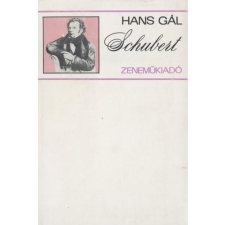 HANS GÁL
Schubert
ZENEMŰKIADÓ